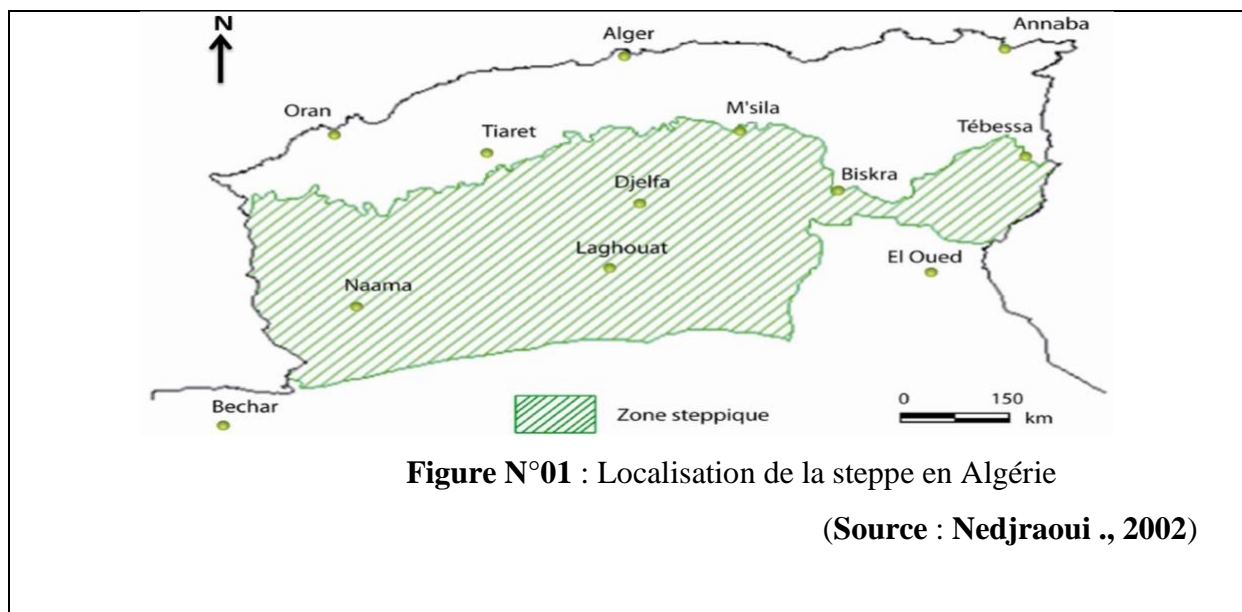 N
Alger
Annaba
Oran
Tiaret
M'sila
Tébessa
Djelfa
Biskra
Laghouat
El Oued
Naama
Bechar
Zone steppique
0 150
km
Figure N°01 : Localisation de la steppe en Algérie
(Source : Nedjraoui ., 2002)